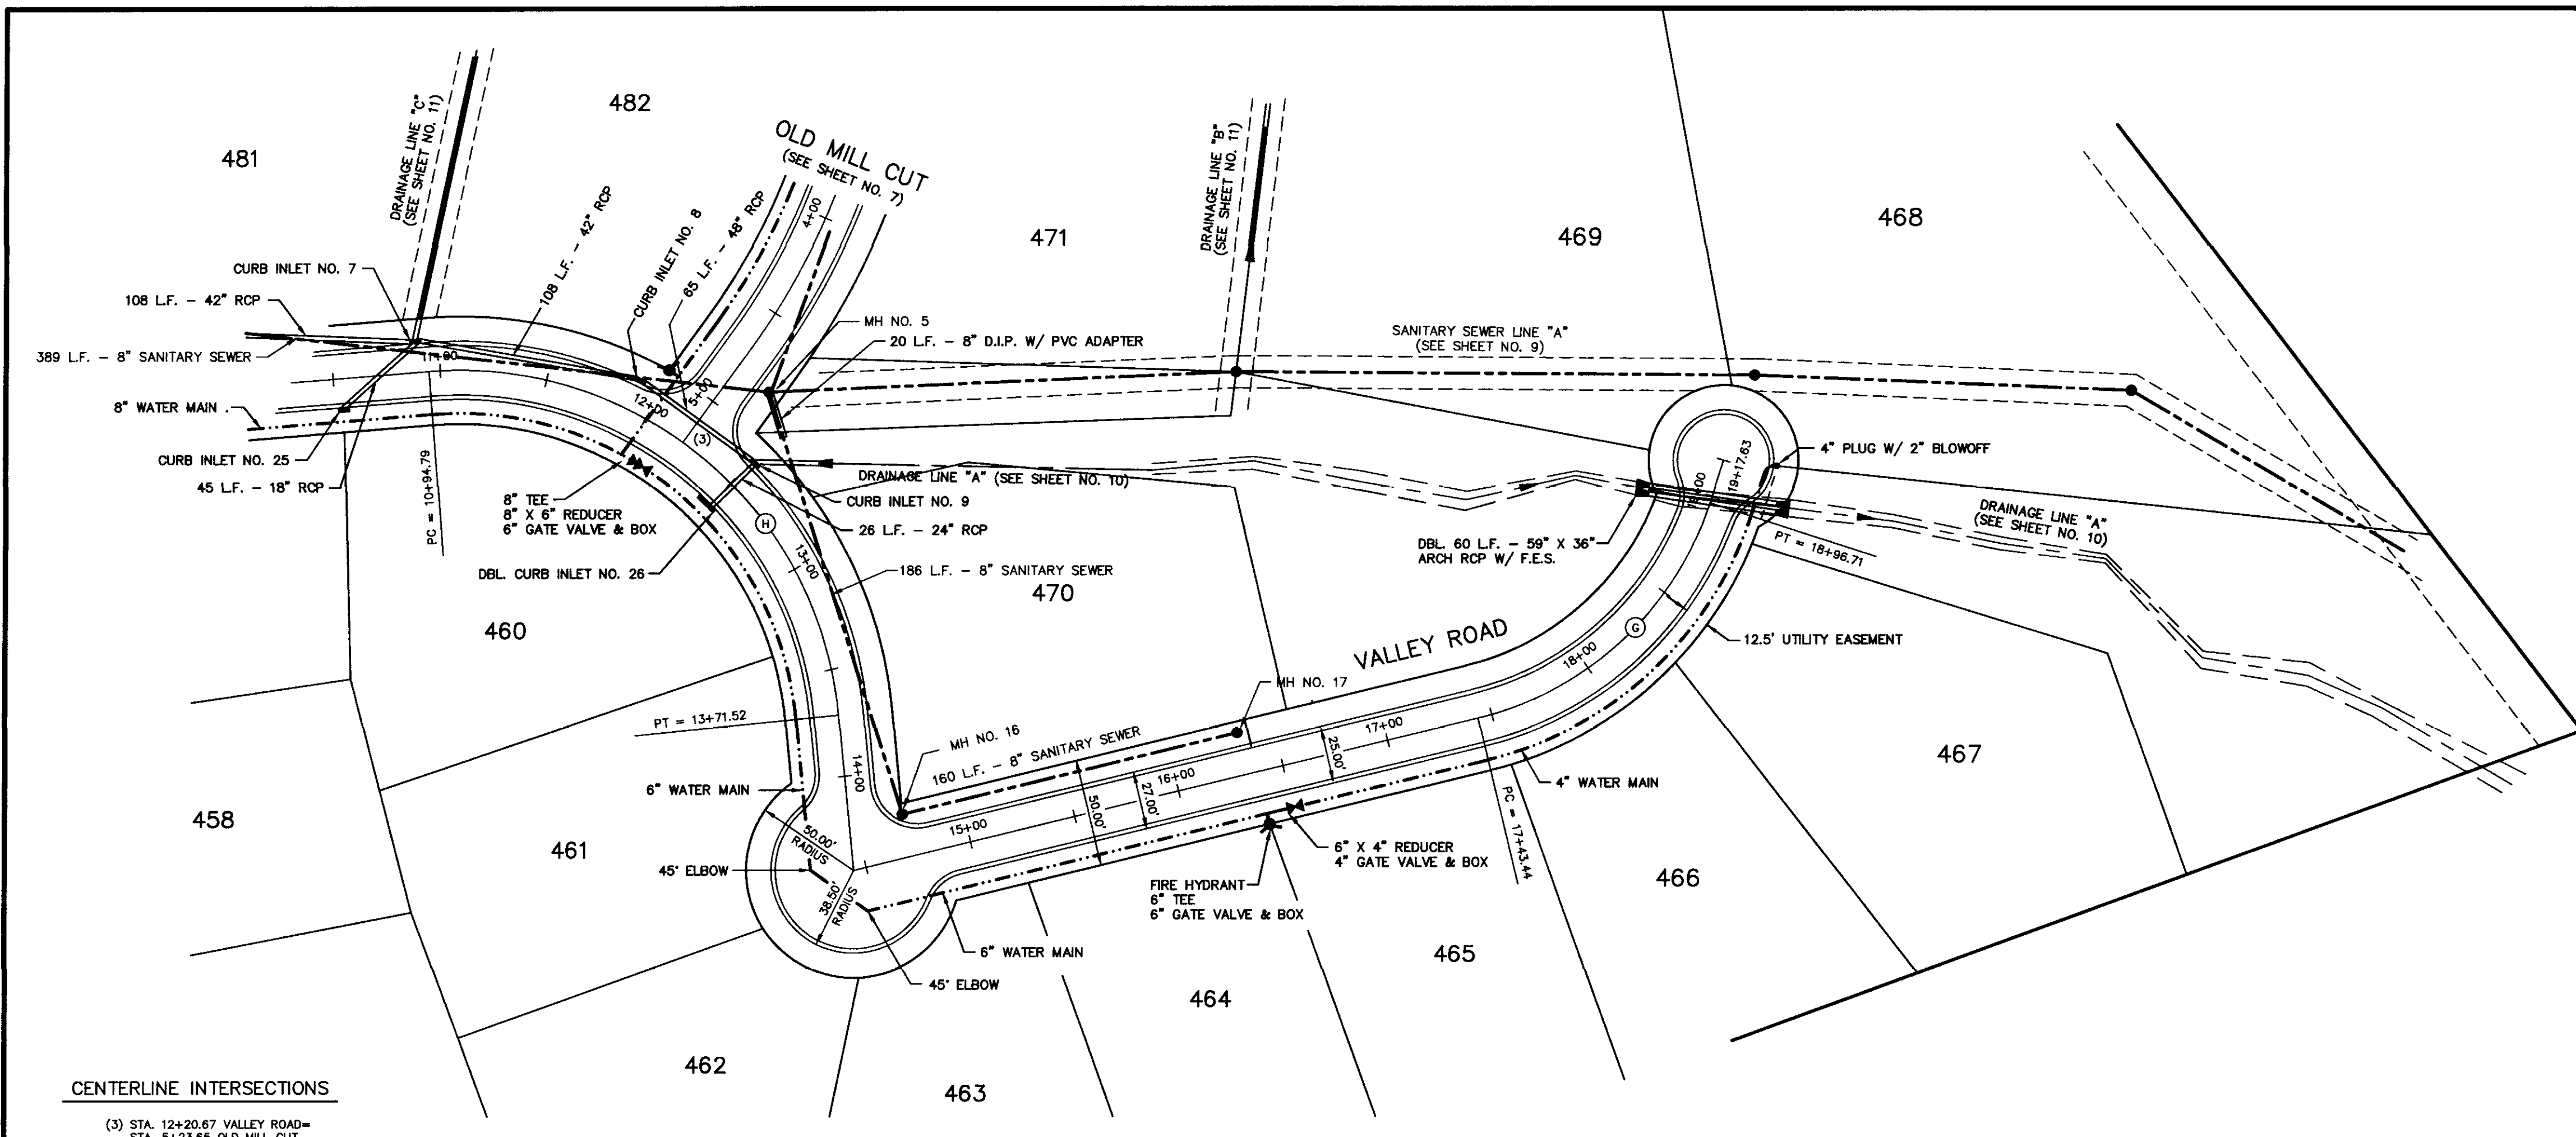 481
482
DRAINAGE LINE "C"
(SEE SHEET NO. 11)
OLD MILL CUT
(SEE SHEET NO. 7)
4+00
471
DRAINAGE LINE "B"
(SEE SHEET NO. 11)
469
468
CURB INLET NO. 7
108 L.F. - 42" RCP
389 L.F. - 8" SANITARY SEWER
8" WATER MAIN
CURB INLET NO. 25
45 L.F. - 18" RCP
108 L.F. - 42" RCP
CURB INLET NO. 8
65 L.F. - 48" RCP
MH NO. 5
20 L.F. - 8" D.I.P. W/ PVC ADAPTER
SANITARY SEWER LINE "A"
(SEE SHEET NO. 9)
11+00
12+00
5+00
(3)
PC = 10+94.79
8" TEE
8" X 6" REDUCER
6" GATE VALVE & BOX
H
DRAINAGE LINE "A" (SEE SHEET NO. 10)
CURB INLET NO. 9
26 L.F. - 24" RCP
DBL. CURB INLET NO. 26
13+00
186 L.F. - 8" SANITARY SEWER
470
19+17.63
4" PLUG W/ 2" BLOWOFF
DRAINAGE LINE "A"
(SEE SHEET NO. 10)
DBL. 60 L.F. - 59" X 36"
ARCH RCP W/ F.E.S.
PT = 18+96.71
12.5' UTILITY EASEMENT
G
18+00
VALLEY ROAD
460
PT = 13+71.52
MH NO. 16
160 L.F. - 8" SANITARY SEWER
MH NO. 17
14+00
6" WATER MAIN
458
461
50.00'
RADIUS
38.50'
RADIUS
45° ELBOW
45° ELBOW
6" WATER MAIN
15+00
50.00'
27.00'
16+00
25.00'
17+00
4" WATER MAIN
PC = 17+43.44
6" X 4" REDUCER
4" GATE VALVE & BOX
FIRE HYDRANT
6" TEE
6" GATE VALVE & BOX
467
466
465
464
463
462
CENTERLINE INTERSECTIONS
(3) STA. 12+20.67 VALLEY ROAD=
STA. 5+23.65 OLD MILL CUT